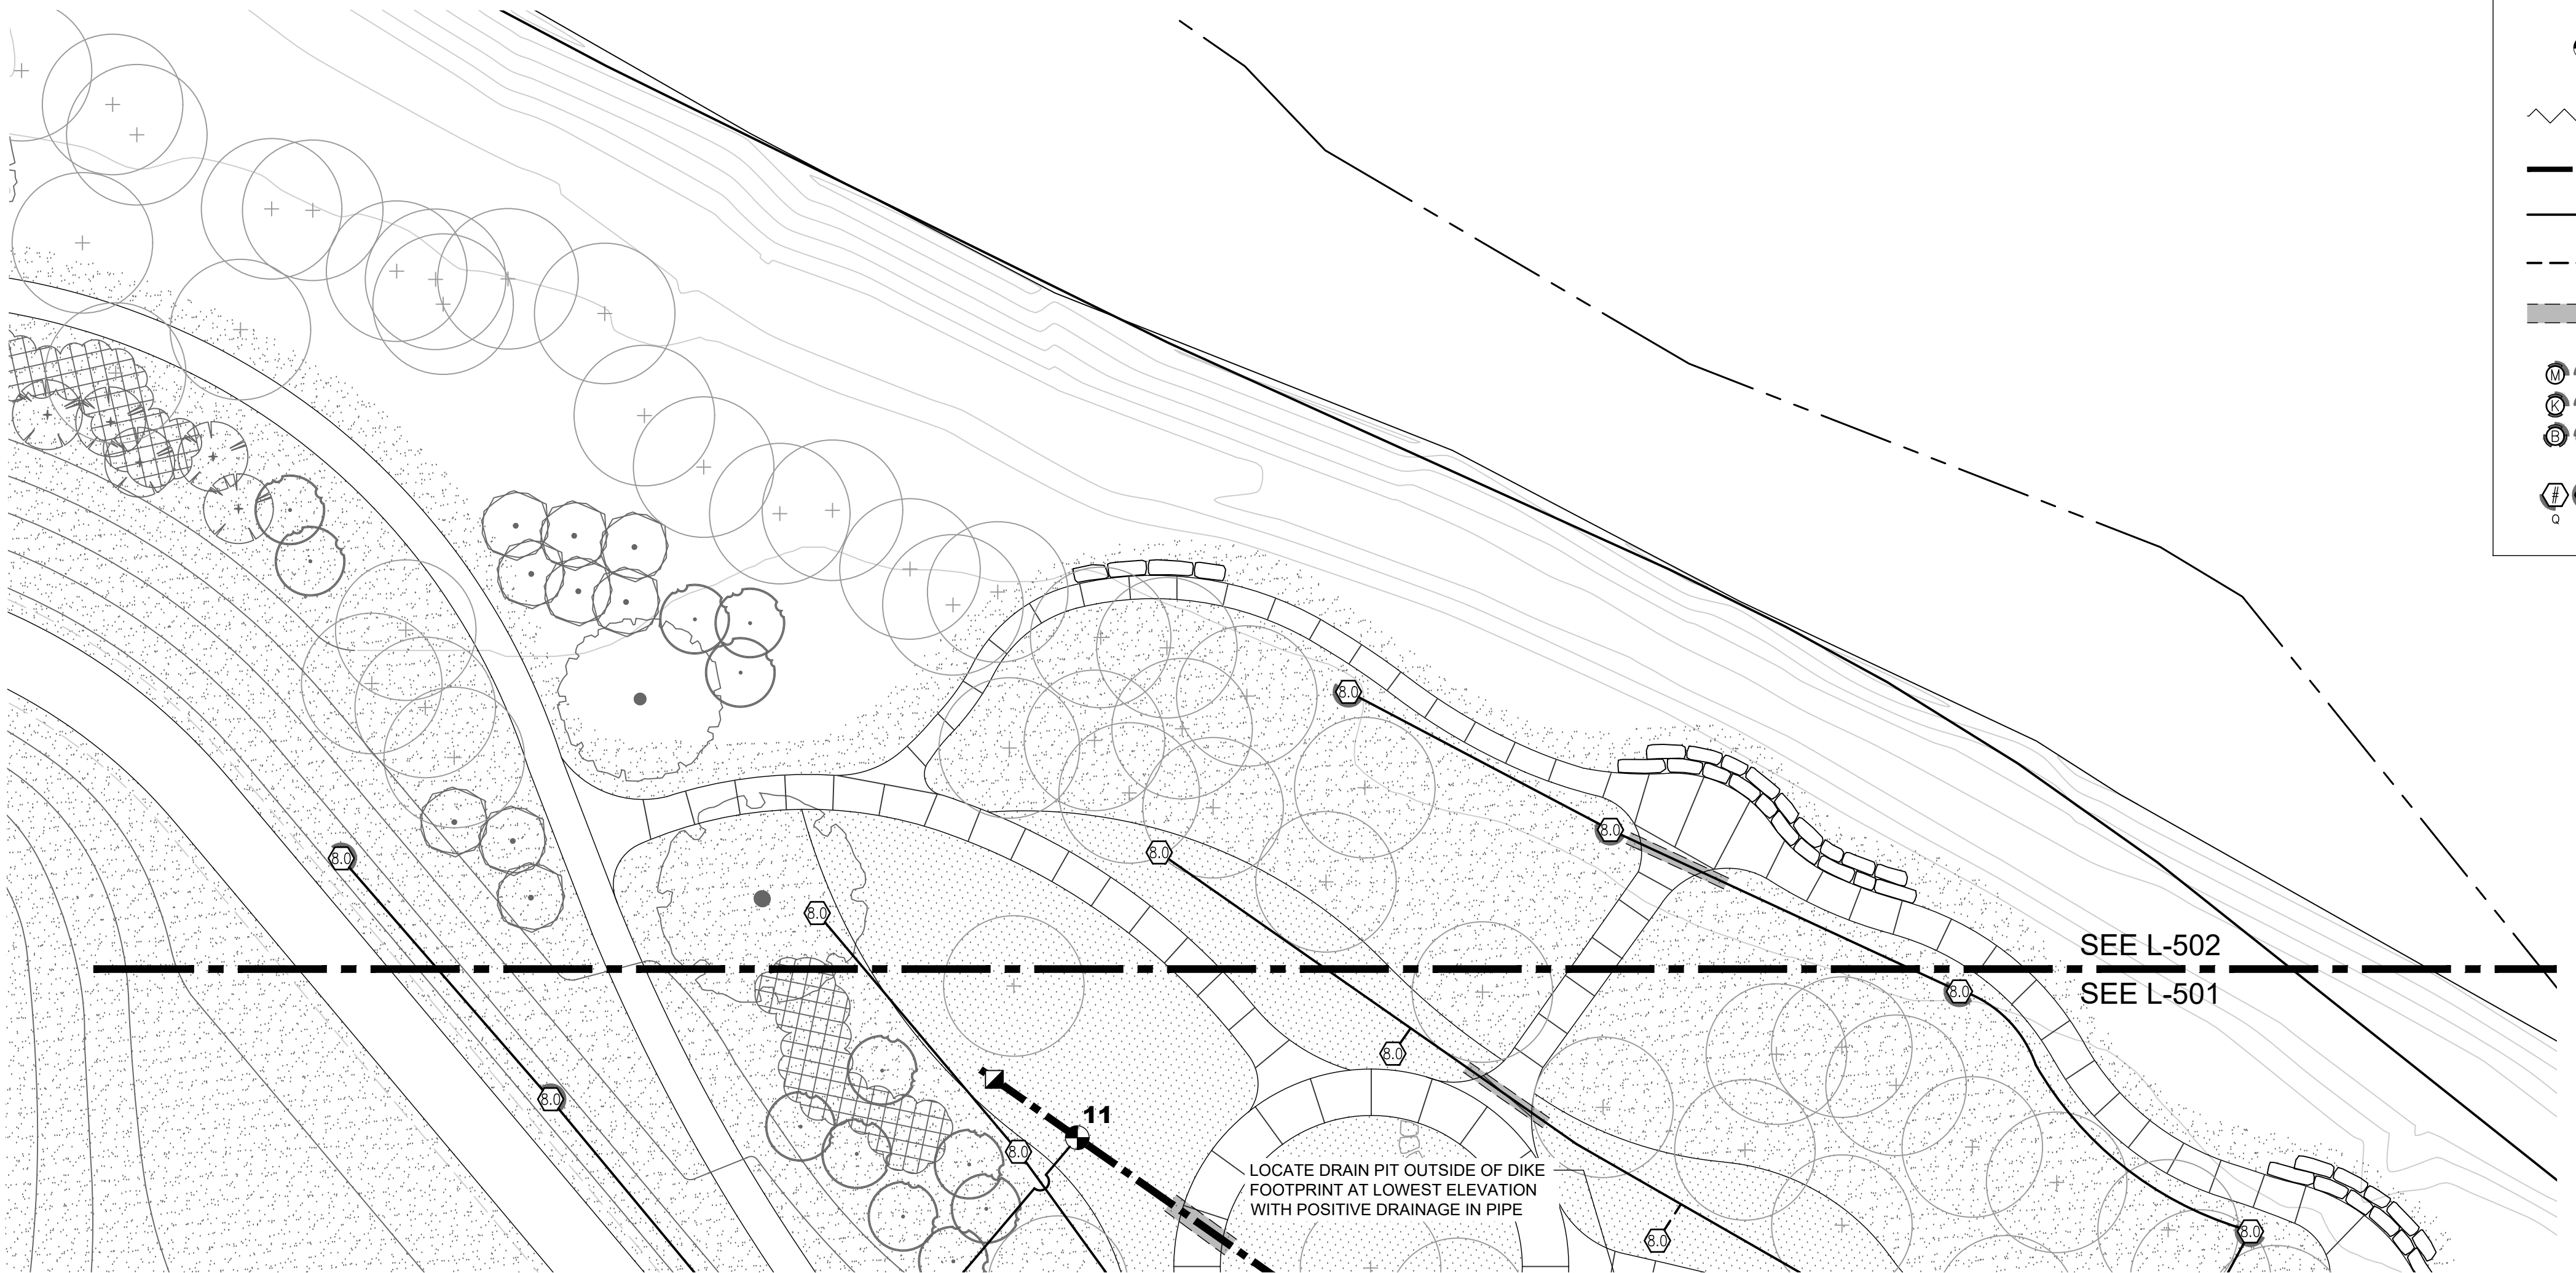 M
K
B
#
Q
8.0
8.0
8.0
8.0
8.0
SEE L-502
SEE L-501
8.0
8.0
8.0
11
8.0
LOCATE DRAIN PIT OUTSIDE OF DIKE
FOOTPRINT AT LOWEST ELEVATION
WITH POSITIVE DRAINAGE IN PIPE
8.0
8.0